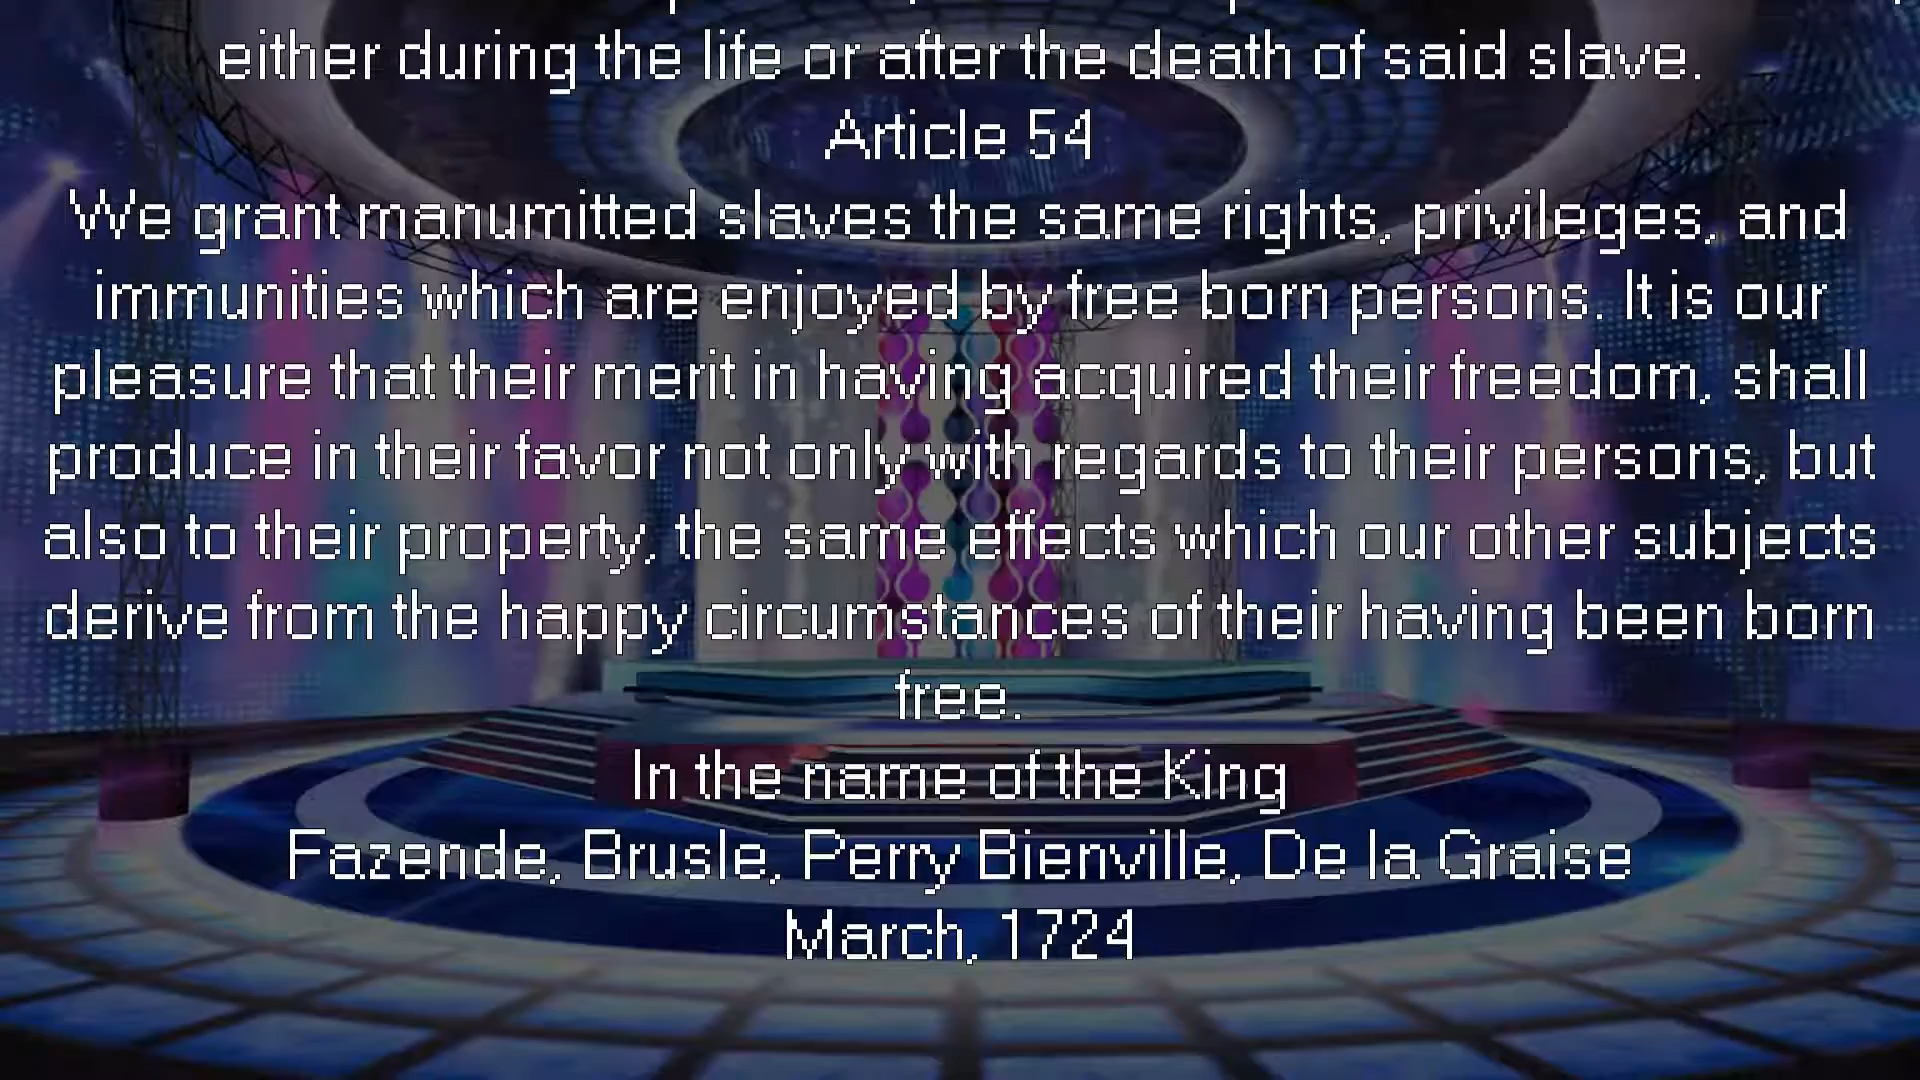 either during the life or after the death of said slave.
Article 54
We grant manumitted slaves the same rights, privileges, and
immunities which are enjoyed by free born persons. It is our
pleasure that their merit in having acquired their freedom, shall
produce in their favor not only with regards to their persons, but
also to their property, the same effects which our other subjects
derive from the happy circumstances of their having been born
free.
In the name of the King
Fazende, Brusle, Perry Bienville, De la Graise
March, 1724